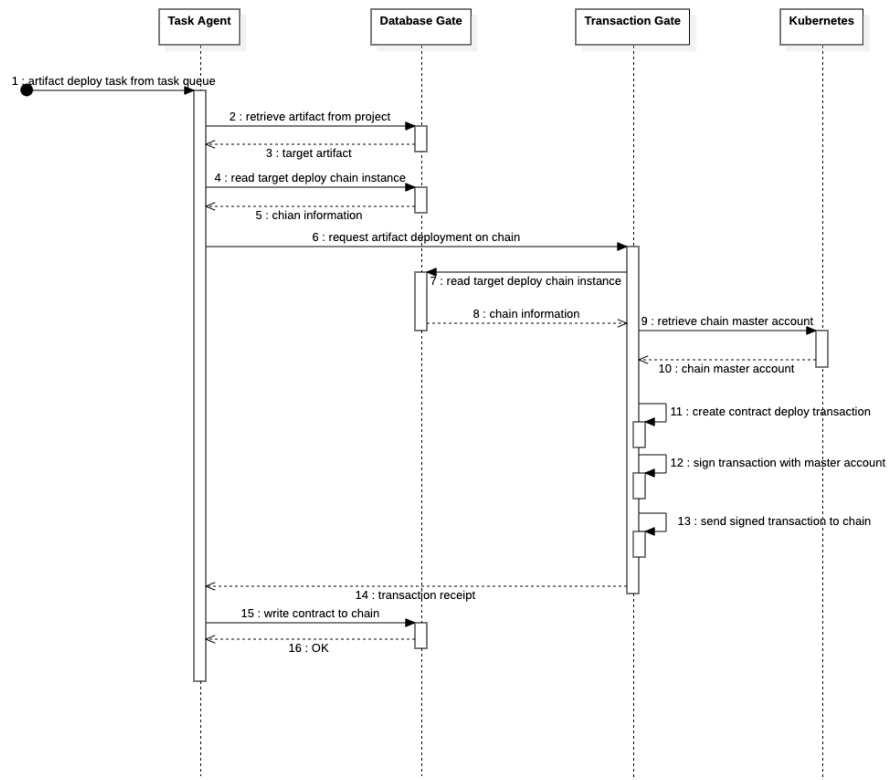 Task Agent
Database Gate
Transaction Gate
Kubernetes
1 : artifact deploy task from task queue
2 : retrieve artifact from project
3 : target artifact
4 : read target deploy chain instance
5 : chian information
6 : request artifact deployment on chain
7 : read target deploy chain instance
8 : chain information
9 : retrieve chain master account
10 : chain master account
11 : create contract deploy transaction
12 : sign transaction with master account
13 : send signed transaction to chain
14 : transaction receipt
15 : write contract to chain
16 : OK